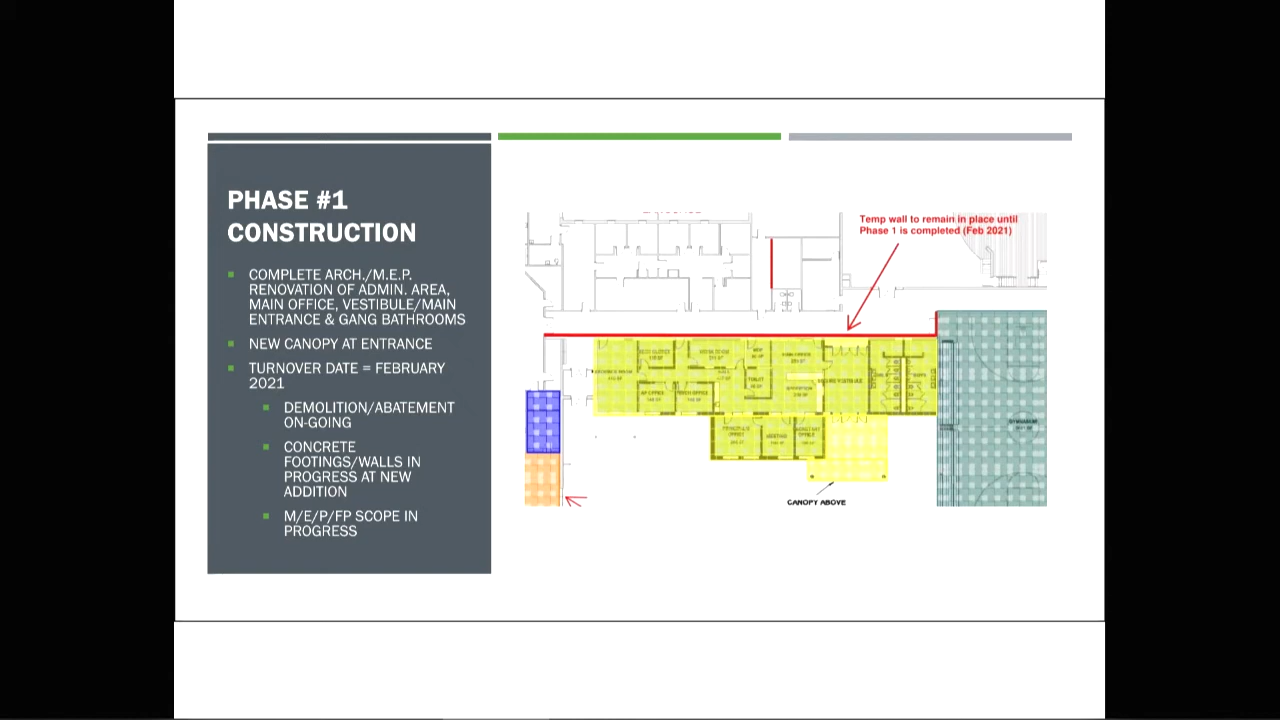 PHASE #1
CONSTRUCTION
COMPLETE ARCH./M.E.P.
RENOVATION OF ADMIN. AREA,
MAIN OFFICE, VESTIBULE/MAIN
ENTRANCE & GANG BATHROOMS
NEW CANOPY AT ENTRANCE
TURNOVER DATE = FEBRUARY
2021
DEMOLITION/ABATEMENT
ON-GOING
CONCRETE
FOOTINGS/WALLS IN
PROGRESS AT NEW
ADDITION
M/E/P/FP SCOPE IN
PROGRESS
Temp wall to remain in place until
Phase 1 is completed (Feb 2021)
TOILET
GYMNASIUM
CANOPY ABOVE